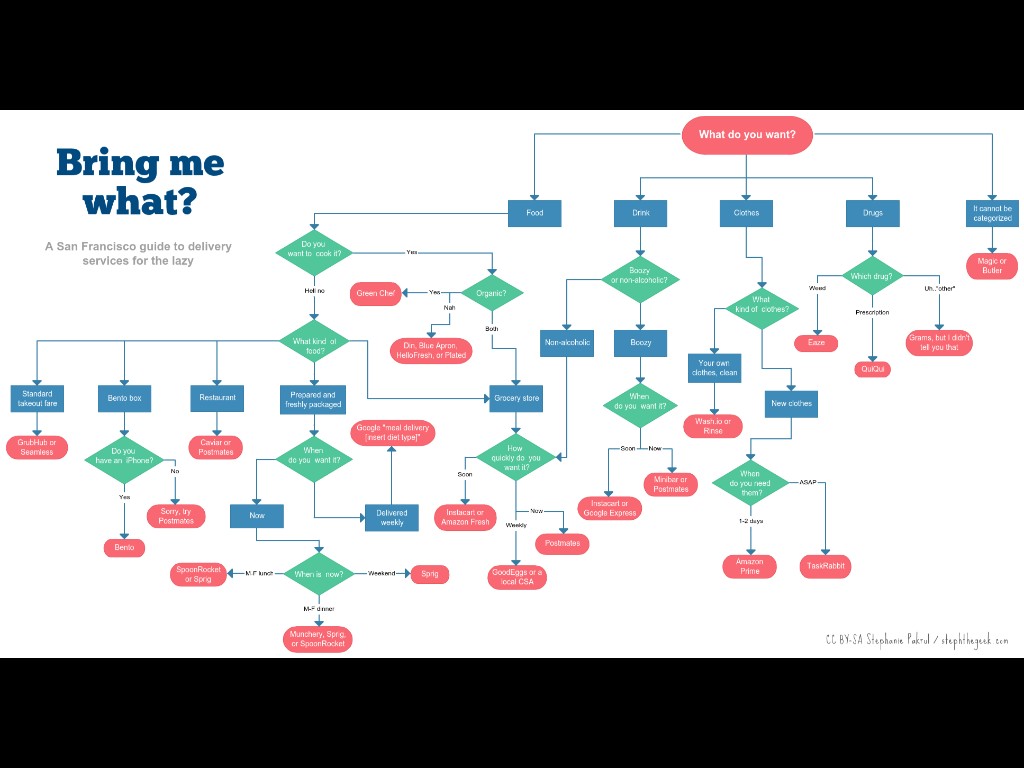 Bring me
what?
A San Francisco guide to delivery
services for the lazy
What do you want?
Food
Drink
Clothes
Drugs
It cannot be
categorized
Magic or
Butler
Do you
want to cook it?
Yes
Hell no
Organic?
Yes
Green Chef
Nah
Din, Blue Apron,
HelloFresh, or Plated
Both
What kind of
food?
Standard
takeout fare
GrubHub or
Seamless
Bento box
Do you
have an iPhone?
No
Sorry, try
Postmates
Yes
Bento
Restaurant
Caviar or
Postmates
Prepared and
freshly packaged
When
do you want it?
Now
Delivered
weekly
Google "meal delivery
[insert diet type]"
When is now?
M-F lunch
SpoonRocket
or Sprig
Weekend
Sprig
M-F dinner
Munchery, Sprig,
or SpoonRocket
Grocery store
How
quickly do you
want it?
Soon
Instacart or
Amazon Fresh
Now
Postmates
Weekly
GoodEggs or a
local CSA
Boozy
or non-alcoholic?
Non-alcoholic
Boozy
When
do you want it?
Soon
Now
Instacart or
Google Express
Minibar or
Postmates
What
kind of clothes?
Your own
clothes, clean
Wash.io or
Rinse
New clothes
When
do you need
them?
ASAP
TaskRabbit
1-2 days
Amazon
Prime
Which drug?
Weed
Eaze
Prescription
QuiQui
Uh.."other"
Grams, but I didn't
tell you that
CC BY-SA Stephanie Pakrul / stephthegeek.com